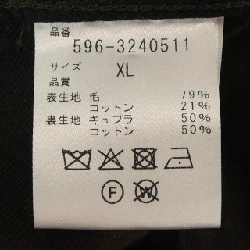 品番
596-3240511
サイズ XL
品質
表生地 毛 79%
コットン 21%
裏生地 キュプラ 50%
コットン 50%
F W